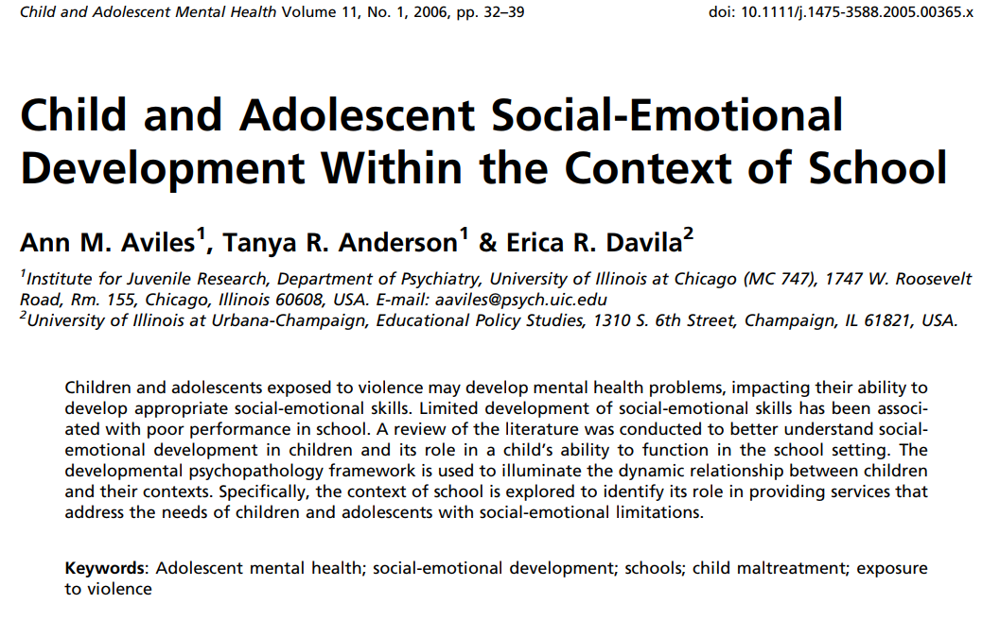 Child and Adolescent Mental Health Volume 11, No. 1, 2006, pp. 32–39 doi: 10.1111/j.1475-3588.2005.00365.x
Child and Adolescent Social-Emotional
Development Within the Context of School
Ann M. Aviles1, Tanya R. Anderson1 & Erica R. Davila2
1Institute for Juvenile Research, Department of Psychiatry, University of Illinois at Chicago (MC 747), 1747 W. Roosevelt
Road, Rm. 155, Chicago, Illinois 60608, USA. E-mail: aaviles@psych.uic.edu
2University of Illinois at Urbana-Champaign, Educational Policy Studies, 1310 S. 6th Street, Champaign, IL 61821, USA.
Children and adolescents exposed to violence may develop mental health problems, impacting their ability to
develop appropriate social-emotional skills. Limited development of social-emotional skills has been associ-
ated with poor performance in school. A review of the literature was conducted to better understand social-
emotional development in children and its role in a child’s ability to function in the school setting. The
developmental psychopathology framework is used to illuminate the dynamic relationship between children
and their contexts. Specifically, the context of school is explored to identify its role in providing services that
address the needs of children and adolescents with social-emotional limitations.
Keywords: Adolescent mental health; social-emotional development; schools; child maltreatment; exposure
to violence